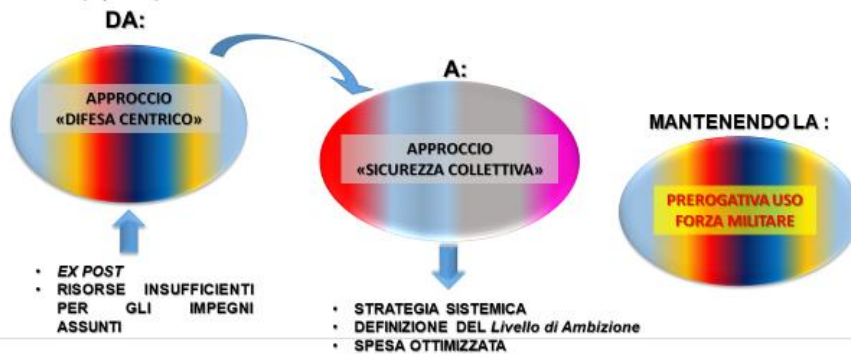 DA:
APPROCCIO
«DIFESA CENTRICO»
• EX POST
• RISORSE INSUFFICIENTI
PER GLI IMPEGNI
ASSUNTI
A:
APPROCCIO
«SICUREZZA COLLETTIVA»
• STRATEGIA SISTEMICA
• DEFINIZIONE DEL Livello di Ambizione
• SPESA OTTIMIZZATA
MANTENENDO LA :
PREROGATIVA USO
FORZA MILITARE